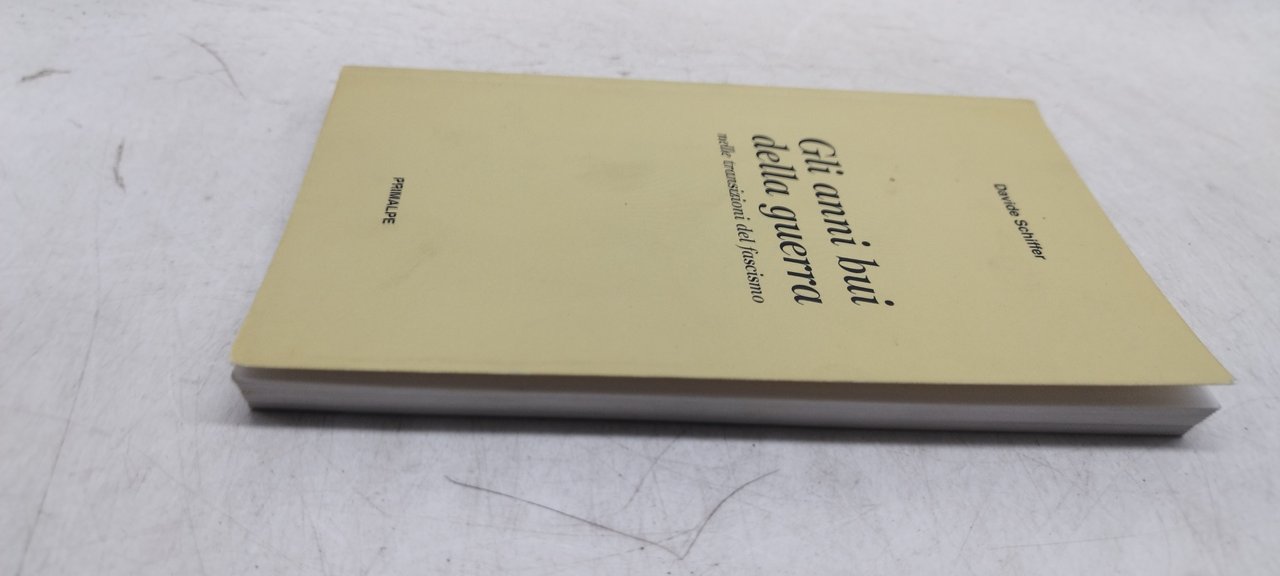 Davide Schiffer
Gli anni bui
della guerra
nelle transizioni del fascismo
PRIMALPE